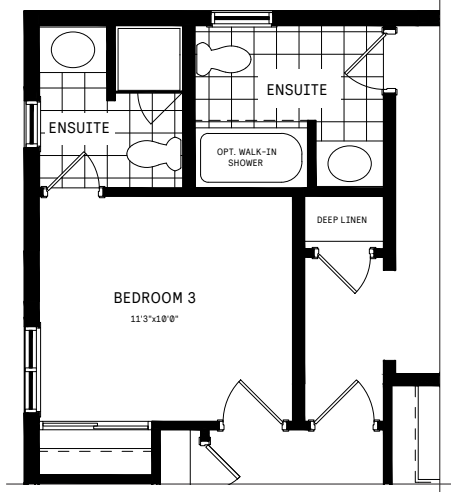 ENSUITE
ENSUITE
OPT. WALK-IN
SHOWER
DEEP LINEN
BEDROOM 3
11'3"x10'0"